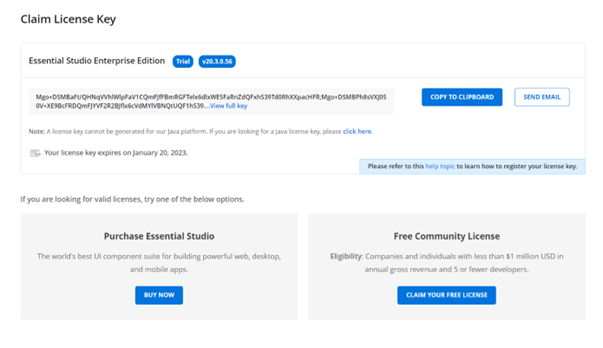 Claim License Key
Essential Studio Enterprise Edition Trial v20.3.0.56
Mgo+DSMBaFt/QHNqVVhlWlpFaV1CQmFJfFBmRGFTelx6dlxWESFaRnZdQFxhS39Td0RhXXpacHFR;Mgo+DSMBPh8sVXJ0S
0V+XE9BcFRDQmFJYVF2R2BJflx6cVdMYlVBNQtUQF1hS39....View full key
COPY TO CLIPBOARD
SEND EMAIL
Note: A license key cannot be generated for our Java platform. If you are looking for a Java license key, please click here.
Your license key expires on January 20, 2023.
Please refer to this help topic to learn how to register your license key.
If you are looking for valid licenses, try one of the below options.
Purchase Essential Studio
The world's best UI component suite for building powerful web, desktop,
and mobile apps.
BUY NOW
Free Community License
Eligibility: Companies and individuals with less than $1 million USD in
annual gross revenue and 5 or fewer developers.
CLAIM YOUR FREE LICENSE